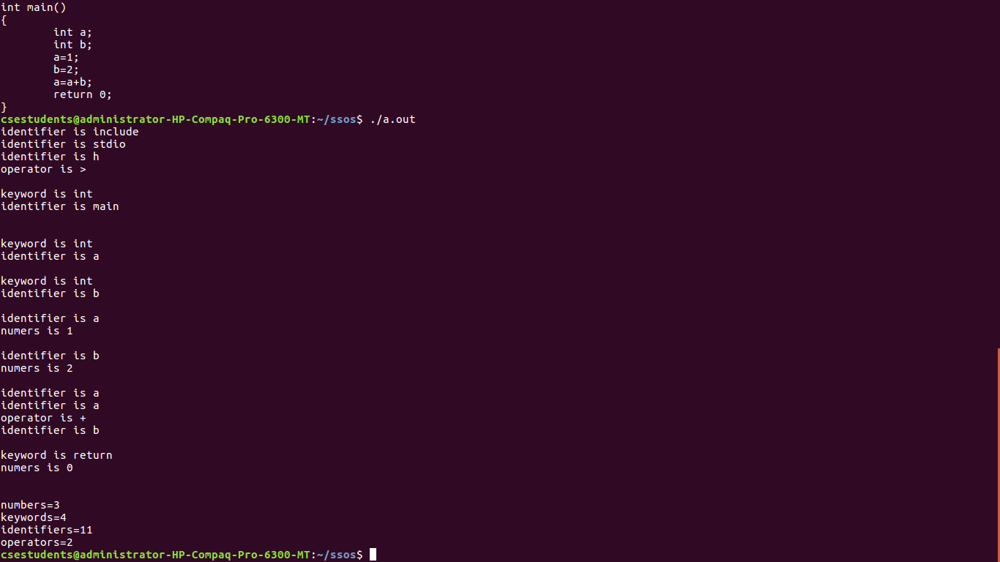 int main()
{
int a;
int b;
a=1;
b=2;
a=a+b;
return 0;
}
csestudents@administrator-HP-Compaq-Pro-6300-MT:~/ssos$ ./a.out
identifier is include
identifier is stdio
identifier is h
operator is >
keyword is int
identifier is main
keyword is int
identifier is a
keyword is int
identifier is b
identifier is a
numers is 1
identifier is b
numers is 2
identifier is a
identifier is a
operator is +
identifier is b
keyword is return
numers is 0
numbers=3
keywords=4
identifiers=11
operators=2
csestudents@administrator-HP-Compaq-Pro-6300-MT:~/ssos$